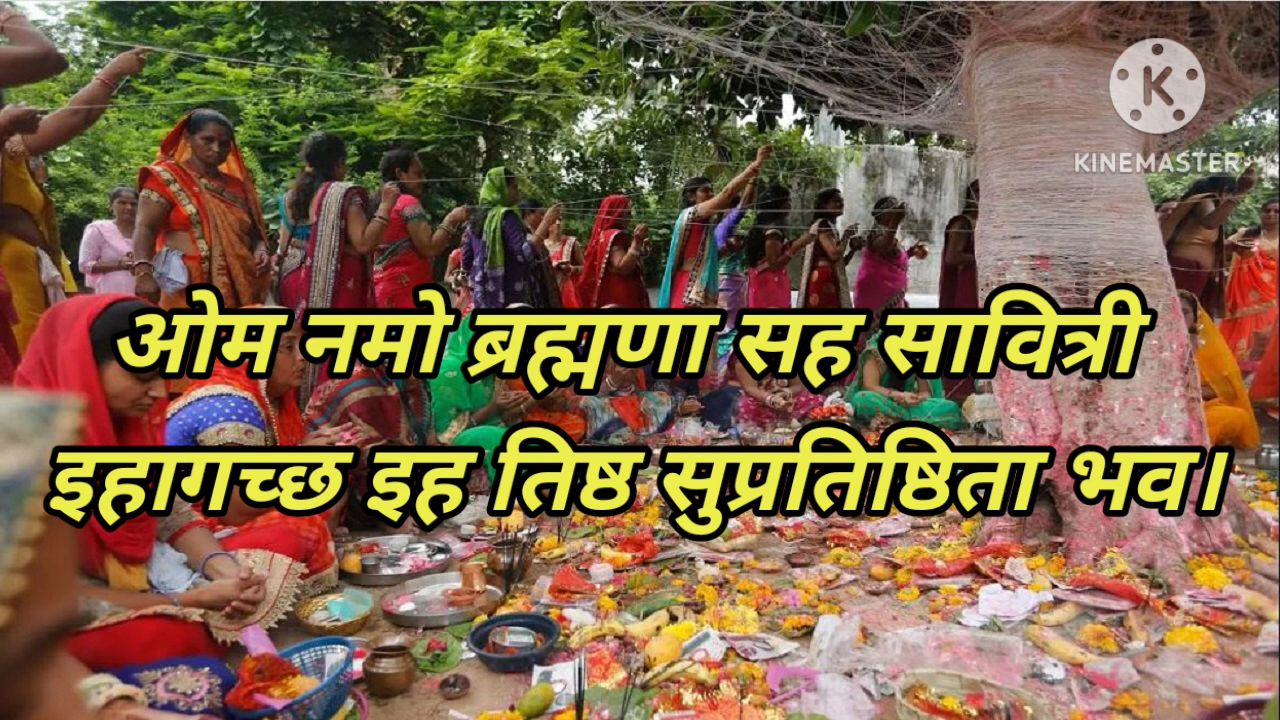 K
KINEMASTER
ओम नमो ब्रह्मणा सह सावित्री
इहागच्छ इह तिष्ठ सुप्रतिष्ठिता भव।